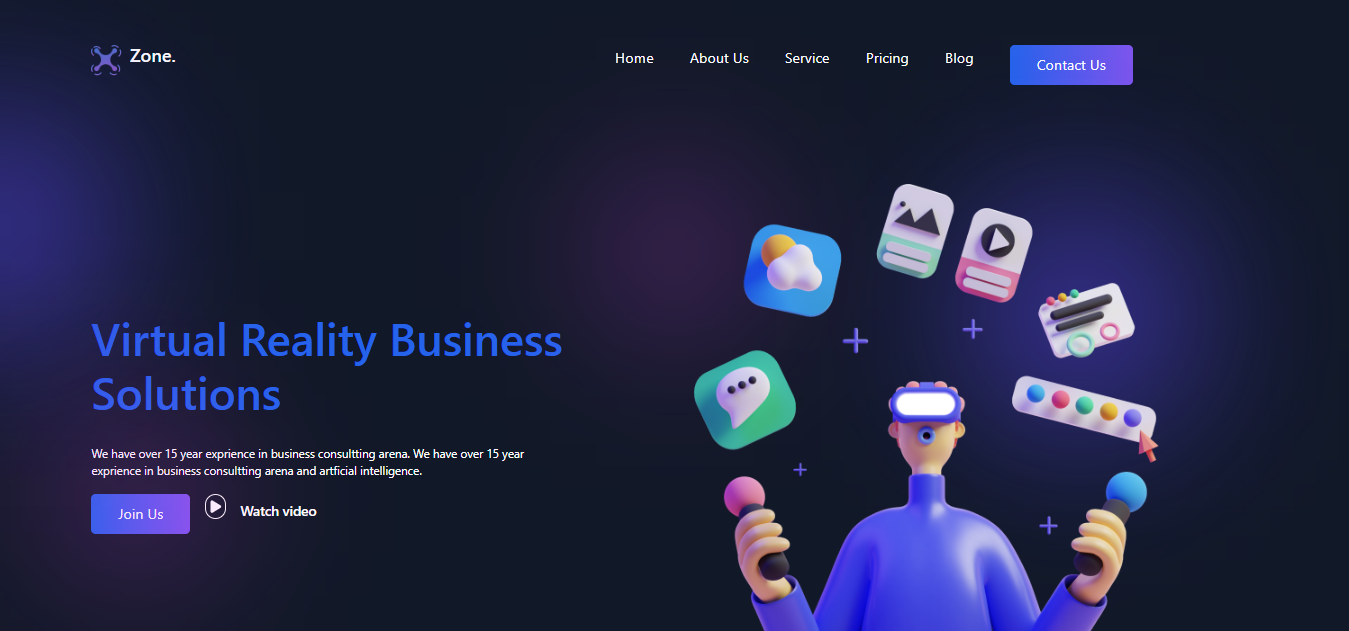 Zone.
Home About Us Service Pricing Blog Contact Us
Virtual Reality Business
Solutions
We have over 15 year exprience in business consultting arena. We have over 15 year
exprience in business consultting arena and artficial intelligence.
Join Us Watch video